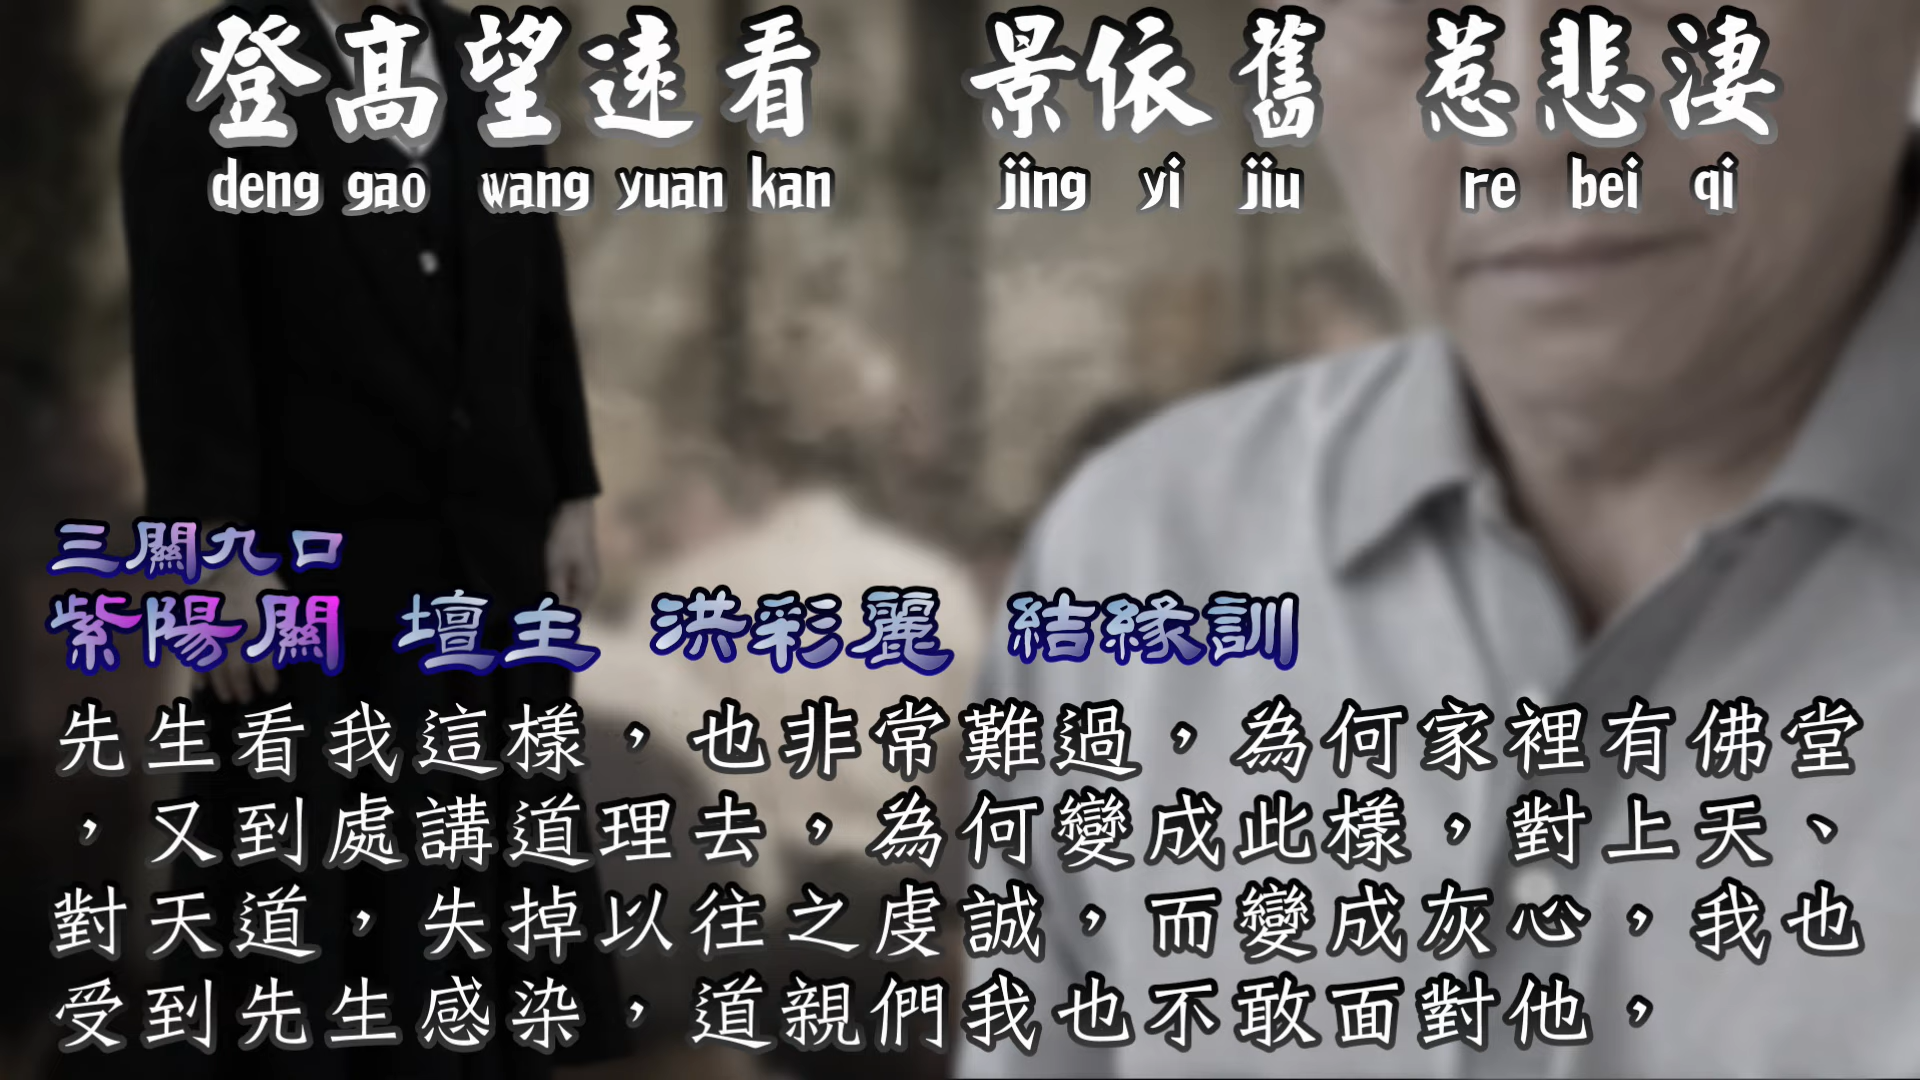 登高望遠看 景依舊 惹悲淒
deng gao wang yuan kan jing yi jiu re bei qi
三關九口
紫陽關 壇主 洪彩麗 結緣訓
先生看我這樣，也非常難過，為何家裡有佛堂
，又到處講道理去，為何變成此樣，對上天、
對天道，失掉以往之虔誠，而變成灰心，我也
受到先生感染，道親們我也不敢面對他，